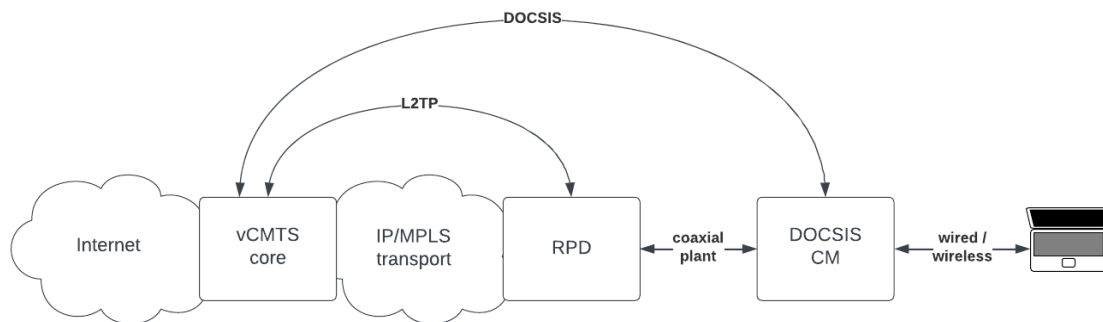 DOCSIS
L2TP
Internet
vCMTS
core
IP/MPLS
transport
RPD
coaxial
plant
DOCSIS
CM
wired /
wireless